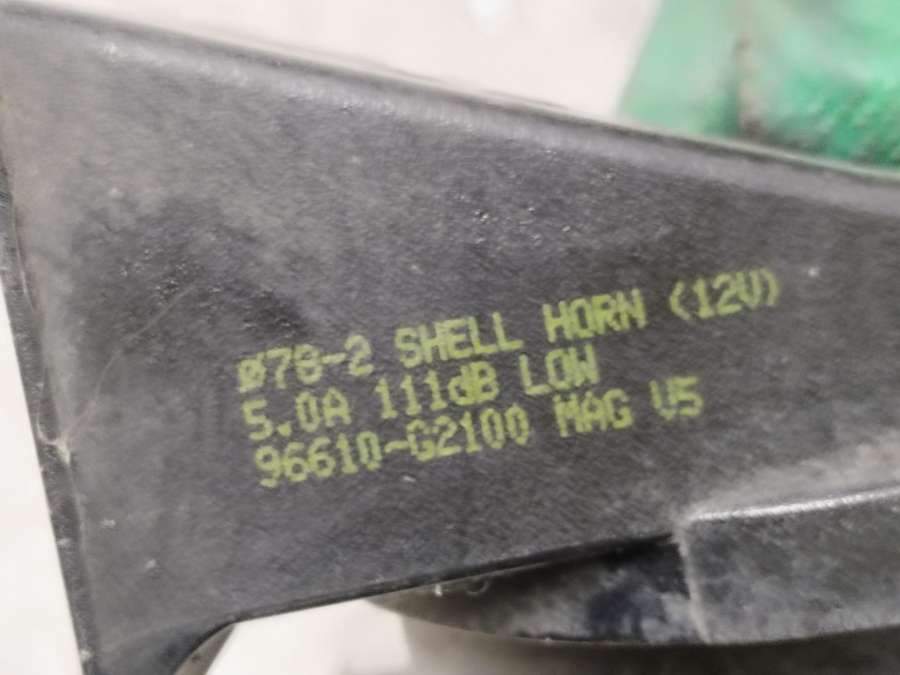 Ø78-2 SHELL HORN (12V)
5.0A 111dB LOW
96610-G2100 MAG V5